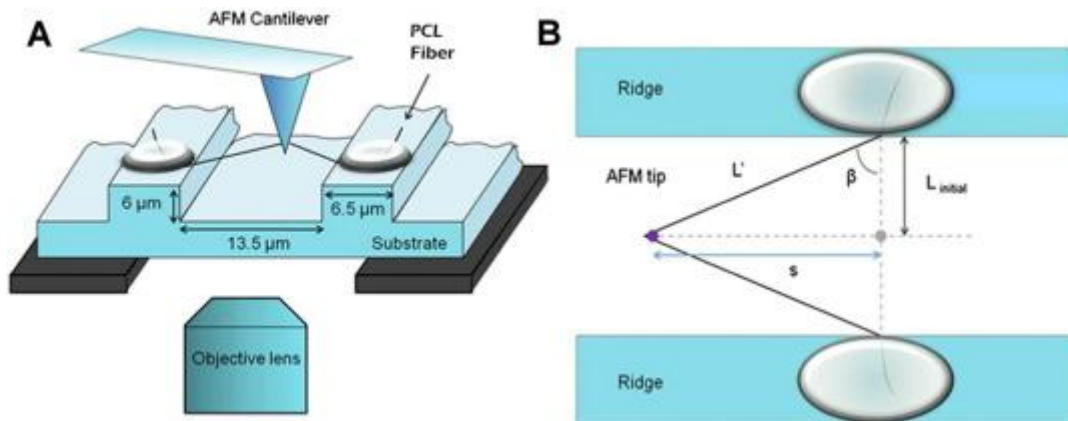 A
AFM Cantilever
PCL
Fiber
6 µm
6.5 µm
13.5 µm
Substrate
Objective lens
B
Ridge
AFM tip
L'
β
L initial
s
Ridge